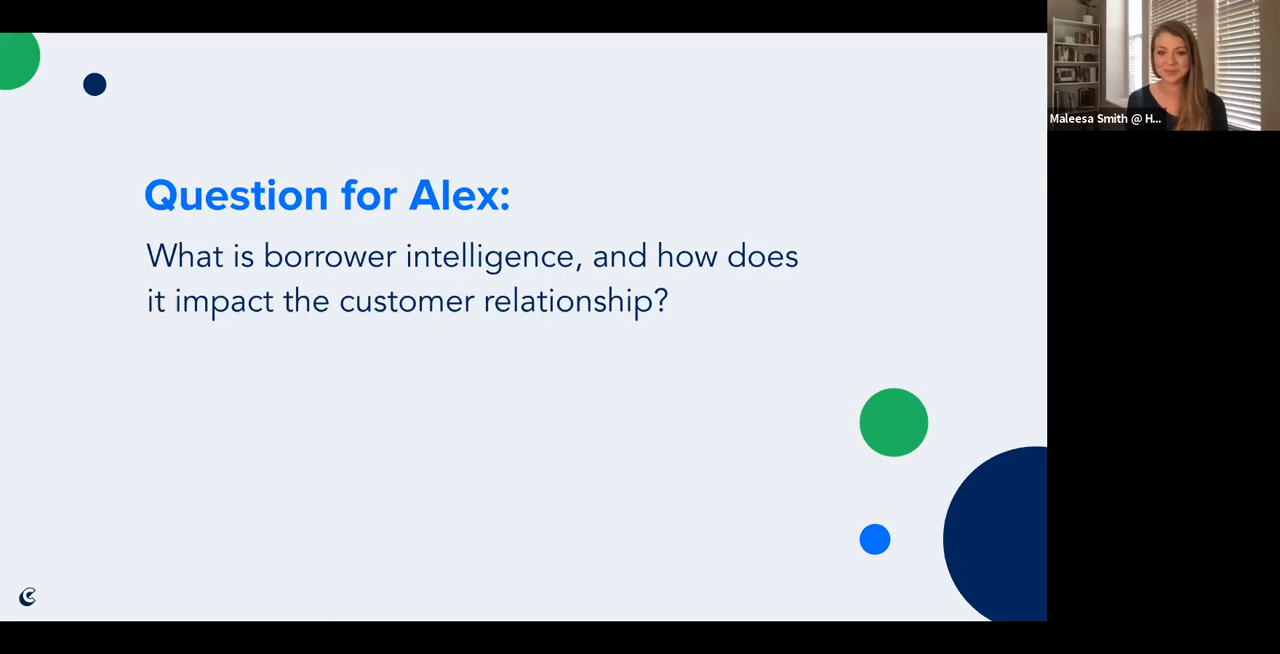 Question for Alex:
What is borrower intelligence, and how does
it impact the customer relationship?
Maleesa Smith @ H...